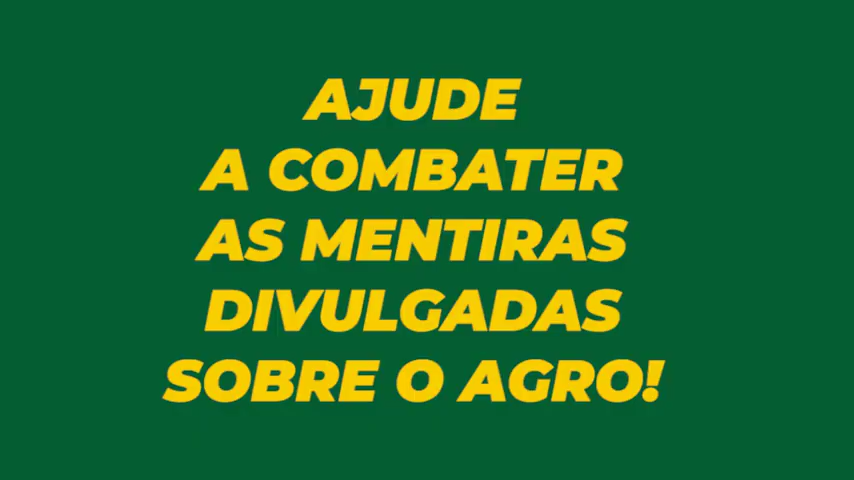 AJUDE
A COMBATER
AS MENTIRAS
DIVULGADAS
SOBRE O AGRO!